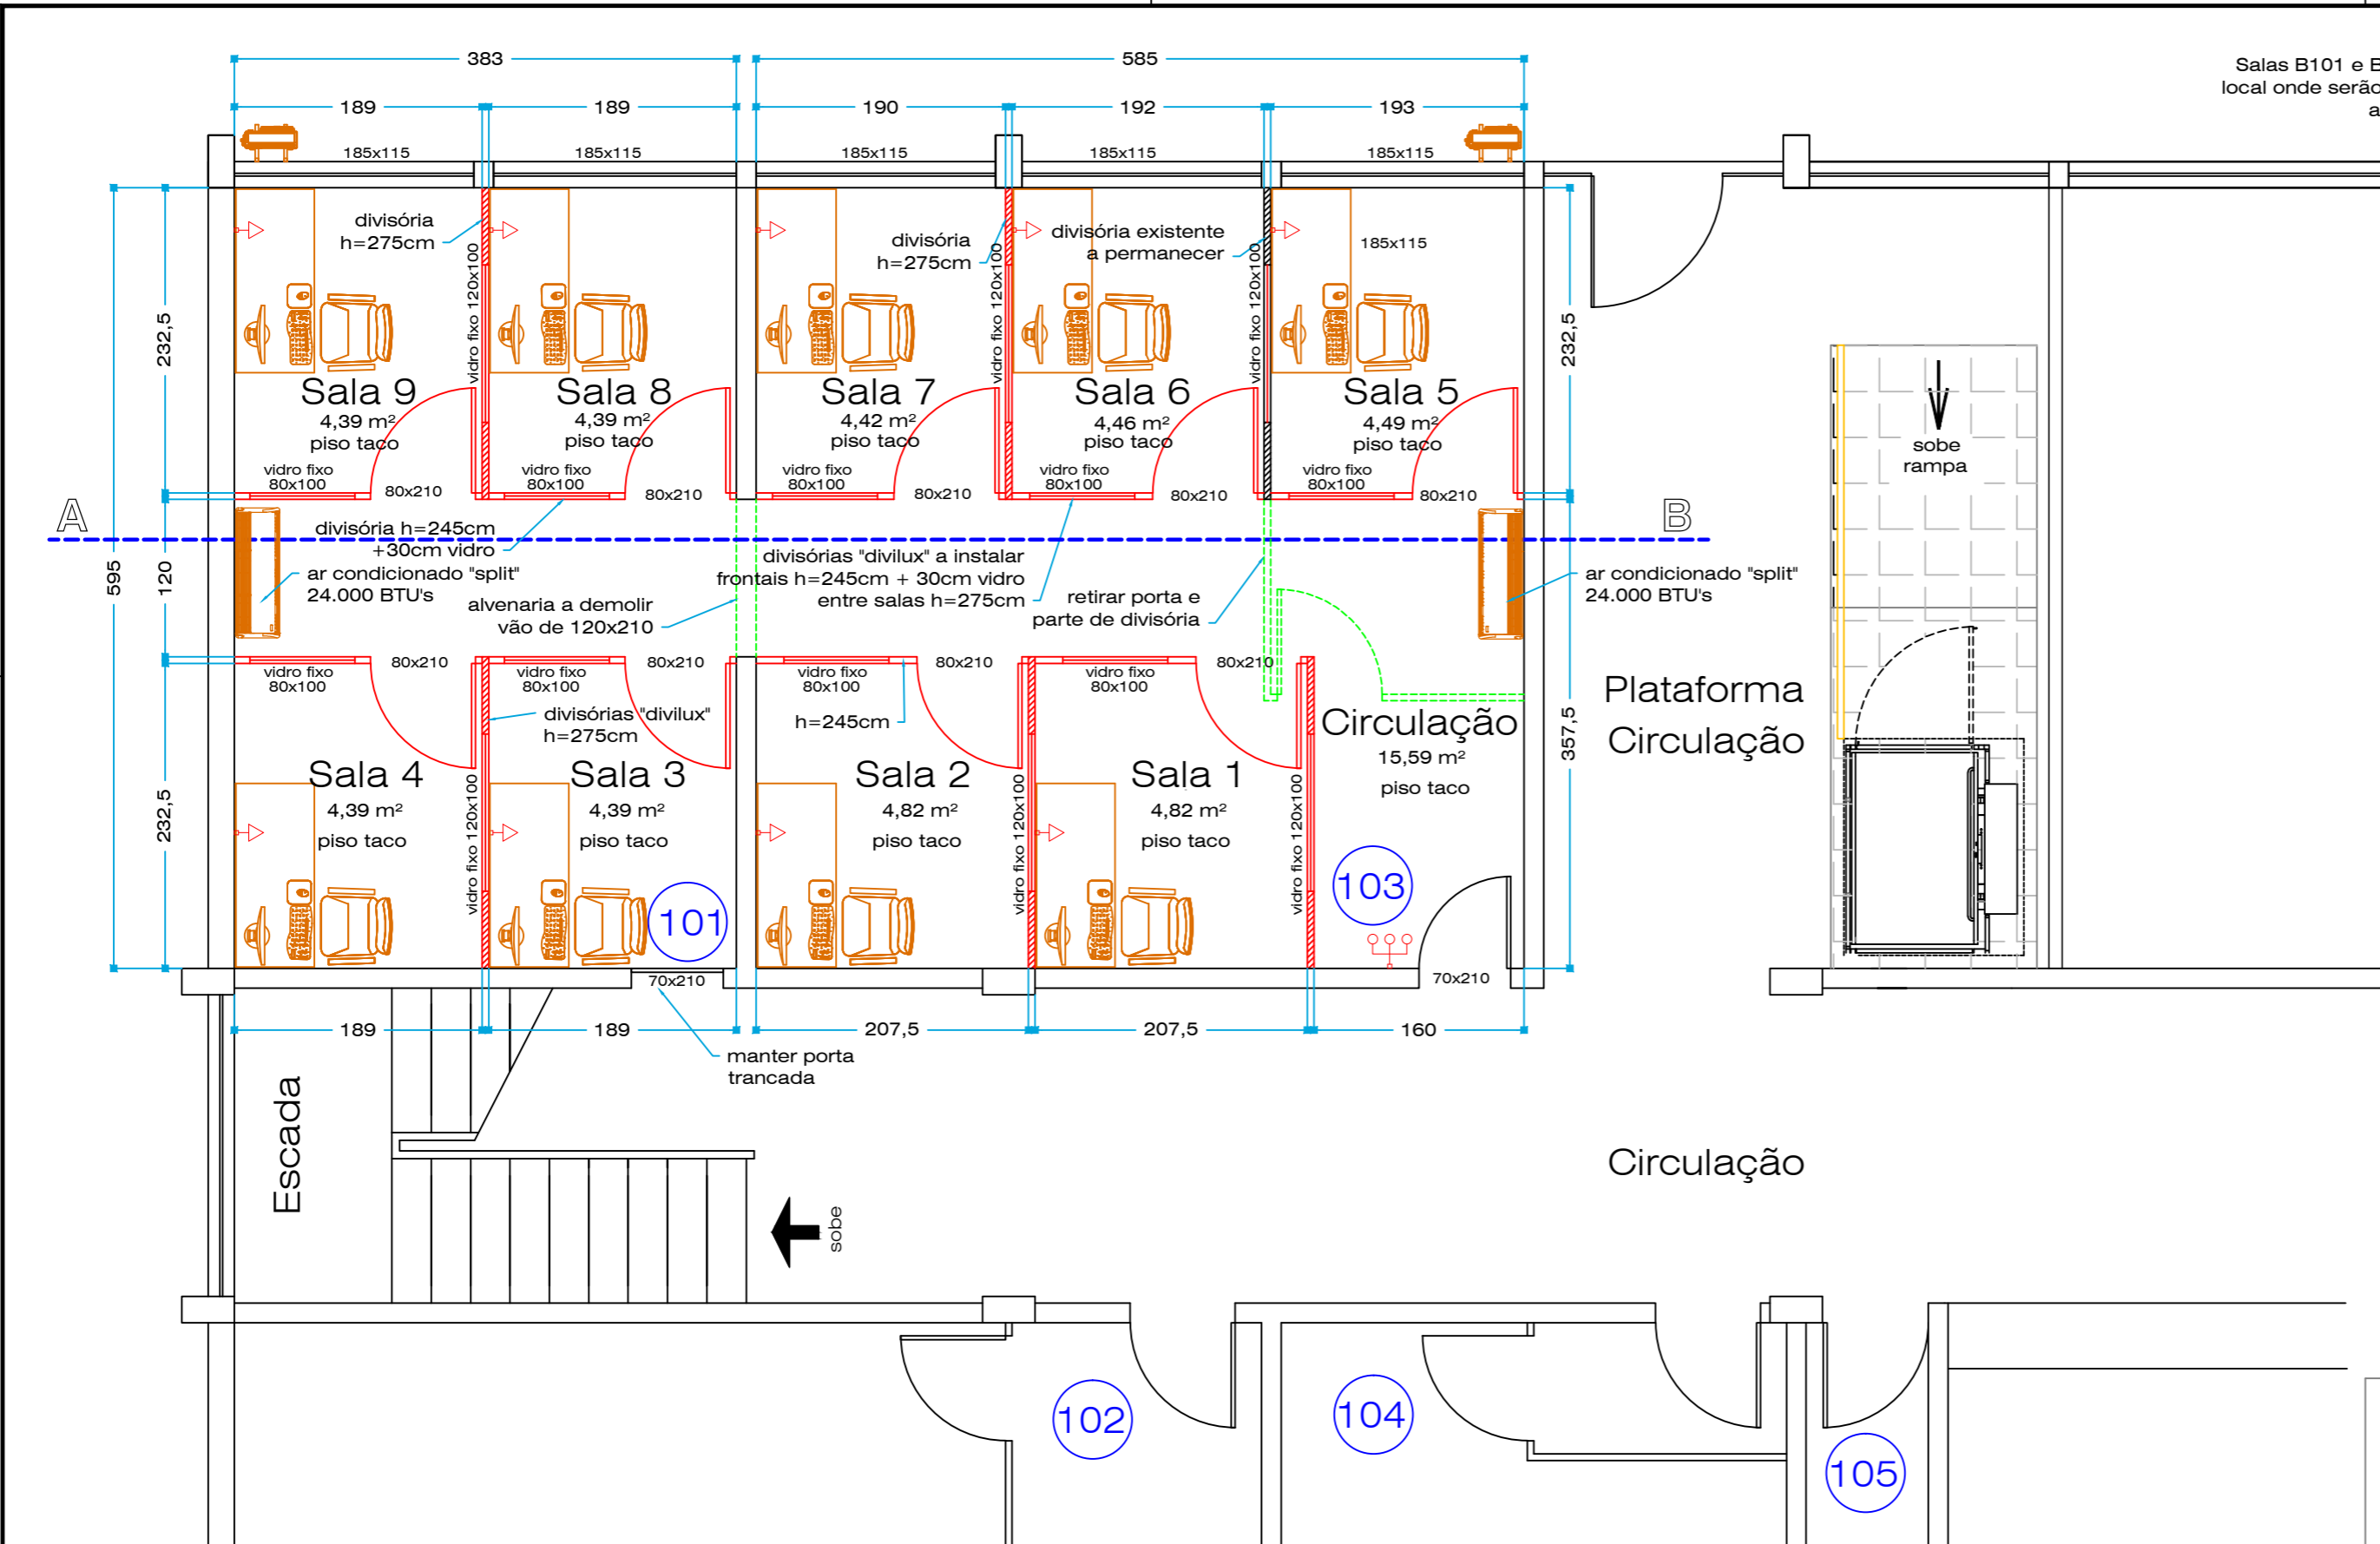 383
585
Salas B101 e B
local onde serão
a
189
189
190
192
193
185x115
185x115
185x115
185x115
185x115
divisória
h=275cm
divisória
h=275cm
divisória existente
a permanecer
185x115
vidro fixo 120x100
vidro fixo 120x100
vidro fixo 120x100
232,5
232,5
Sala 9
4,39 m²
piso taco
Sala 8
4,39 m²
piso taco
Sala 7
4,42 m²
piso taco
Sala 6
4,46 m²
piso taco
Sala 5
4,49 m²
piso taco
sobe
rampa
vidro fixo
80x100
80x210
vidro fixo
80x100
80x210
vidro fixo
80x100
80x210
vidro fixo
80x100
80x210
vidro fixo
80x100
80x210
A
B
divisória h=245cm
+30cm vidro
ar condicionado "split"
24.000 BTU's
alvenaria a demolir
vão de 120x210
divisórias "divilux" a instalar
frontais h=245cm + 30cm vidro
entre salas h=275cm
retirar porta e
parte de divisória
ar condicionado "split"
24.000 BTU's
595
120
vidro fixo
80x100
80x210
vidro fixo
80x100
80x210
vidro fixo
80x100
80x210
vidro fixo
80x100
80x210
divisórias "divilux"
h=275cm
h=245cm
Circulação
15,59 m²
piso taco
357,5
Plataforma
Circulação
232,5
Sala 4
4,39 m²
piso taco
Sala 3
4,39 m²
piso taco
Sala 2
4,82 m²
piso taco
Sala 1
4,82 m²
piso taco
vidro fixo 120x100
vidro fixo 120x100
vidro fixo 120x100
101
103
70x210
70x210
189
189
207,5
207,5
160
manter porta
trancada
Escada
sobe
Circulação
102
104
105